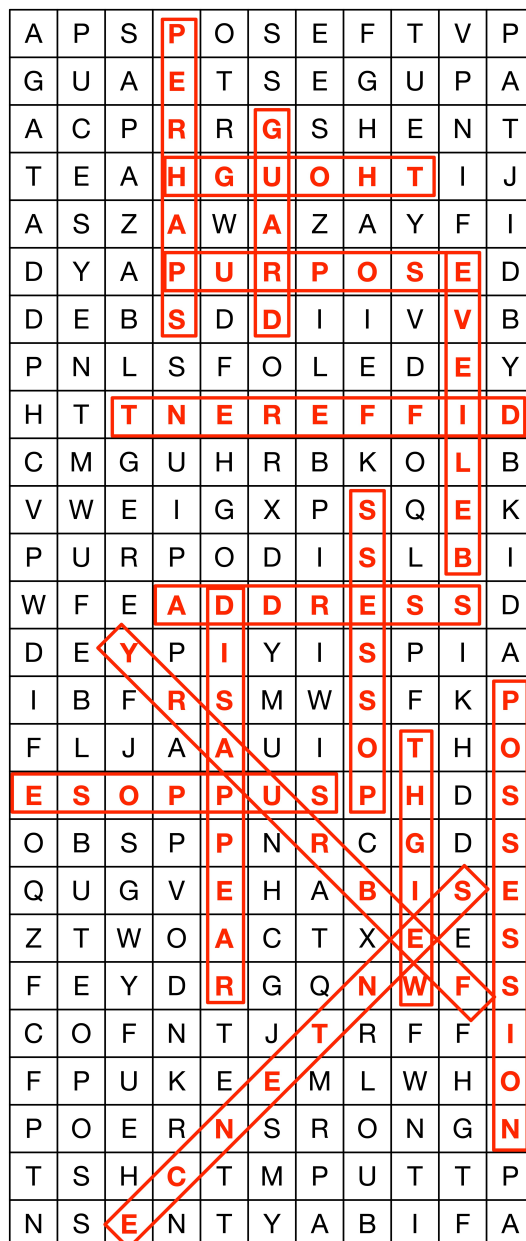 A P S P O S E F T V P
G U A E T S E G U P A
A C P R R G S H E N T
T E A H G U O H T I J
A S Z A W A Z A Y F I
D Y A P U R P O S E D
D E B S D D I I V V B
P N L S F O L E D E Y
H T T N E R E F F I D
C M G U H R B K O L B
V W E I G X P S Q E K
P U R P O D I S L B I
W F E A D D R E S S D
D E Y P I Y I S P I A
I B F R S M W S F K P
F L J A A U I O T H O
E S O P P U S P H D S
O B S P P N R C G D S
Q U G V E H A B I S E
Z T W O A C T X E E S
F E Y D R G Q N W F S
C O F N T J T R F F I
F P U K E E M L W H O
P O E R N S R O N G N
T S H C T M P U T T P
N S E N T Y A B I F A